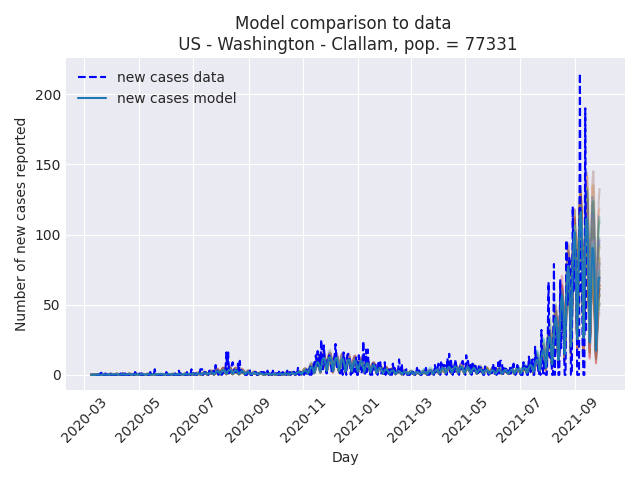 Model comparison to data
US - Washington - Clallam, pop. = 77331
new cases data
new cases model
Number of new cases reported
200
150
100
50
0
2020-03
2020-05
2020-07
2020-09
2020-11
2021-01
2021-03
2021-05
2021-07
2021-09
Day